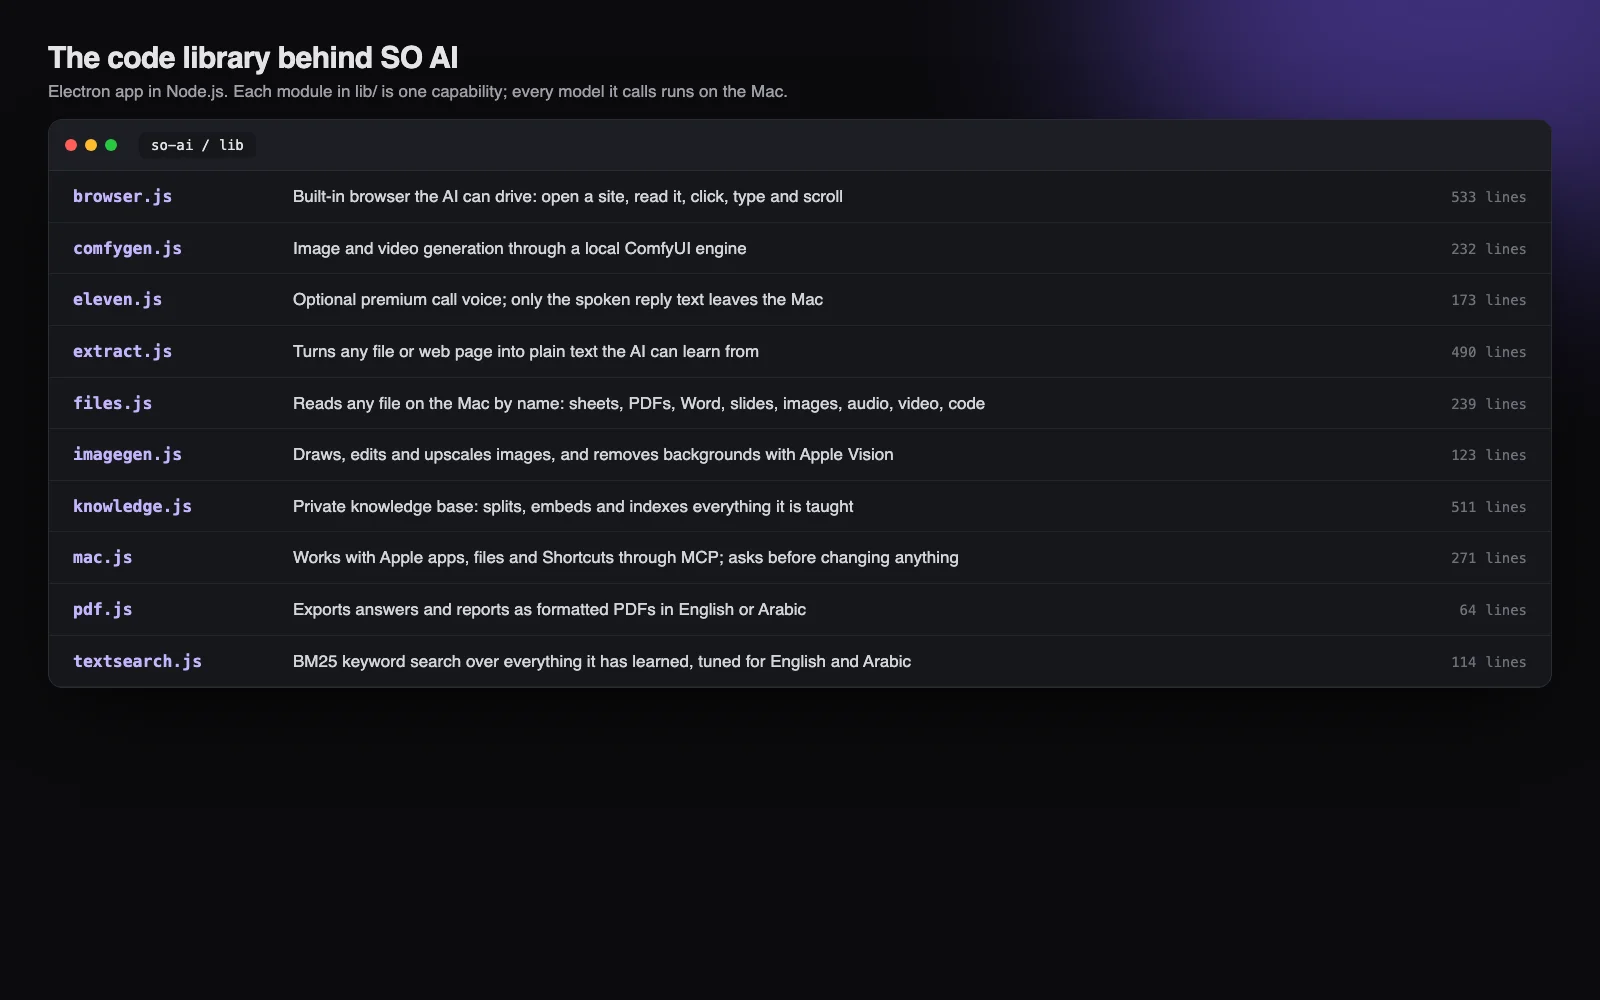 The code library behind SO AI
Electron app in Node.js. Each module in lib/ is one capability; every model it calls runs on the Mac.
so-ai / lib
browser.js Built-in browser the AI can drive: open a site, read it, click, type and scroll 533 lines
comfygen.js Image and video generation through a local ComfyUI engine 232 lines
eleven.js Optional premium call voice; only the spoken reply text leaves the Mac 173 lines
extract.js Turns any file or web page into plain text the AI can learn from 490 lines
files.js Reads any file on the Mac by name: sheets, PDFs, Word, slides, images, audio, video, code 239 lines
imagegen.js Draws, edits and upscales images, and removes backgrounds with Apple Vision 123 lines
knowledge.js Private knowledge base: splits, embeds and indexes everything it is taught 511 lines
mac.js Works with Apple apps, files and Shortcuts through MCP; asks before changing anything 271 lines
pdf.js Exports answers and reports as formatted PDFs in English or Arabic 64 lines
textsearch.js BM25 keyword search over everything it has learned, tuned for English and Arabic 114 lines